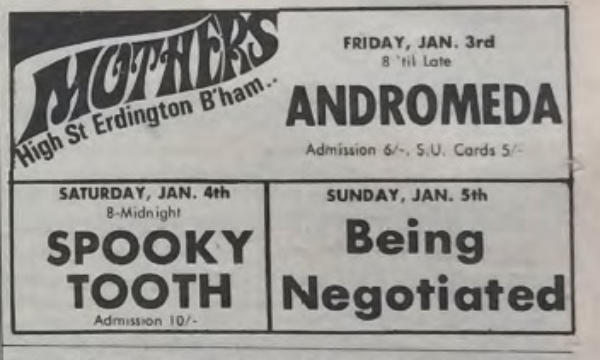 MOTHERS
High St Erdington B'ham..
FRIDAY, JAN. 3rd
8 'til Late
ANDROMEDA
Admission 6/-, S.U. Cards 5/-
SATURDAY, JAN. 4th
8-Midnight
SPOOKY
TOOTH
Admission 10/-
SUNDAY, JAN. 5th
Being
Negotiated